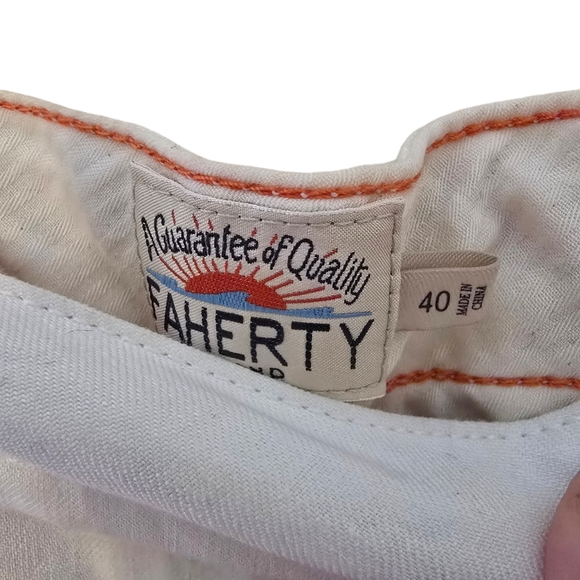 A Guarantee of Quality
FAHERTY
40
MADE IN
CHINA